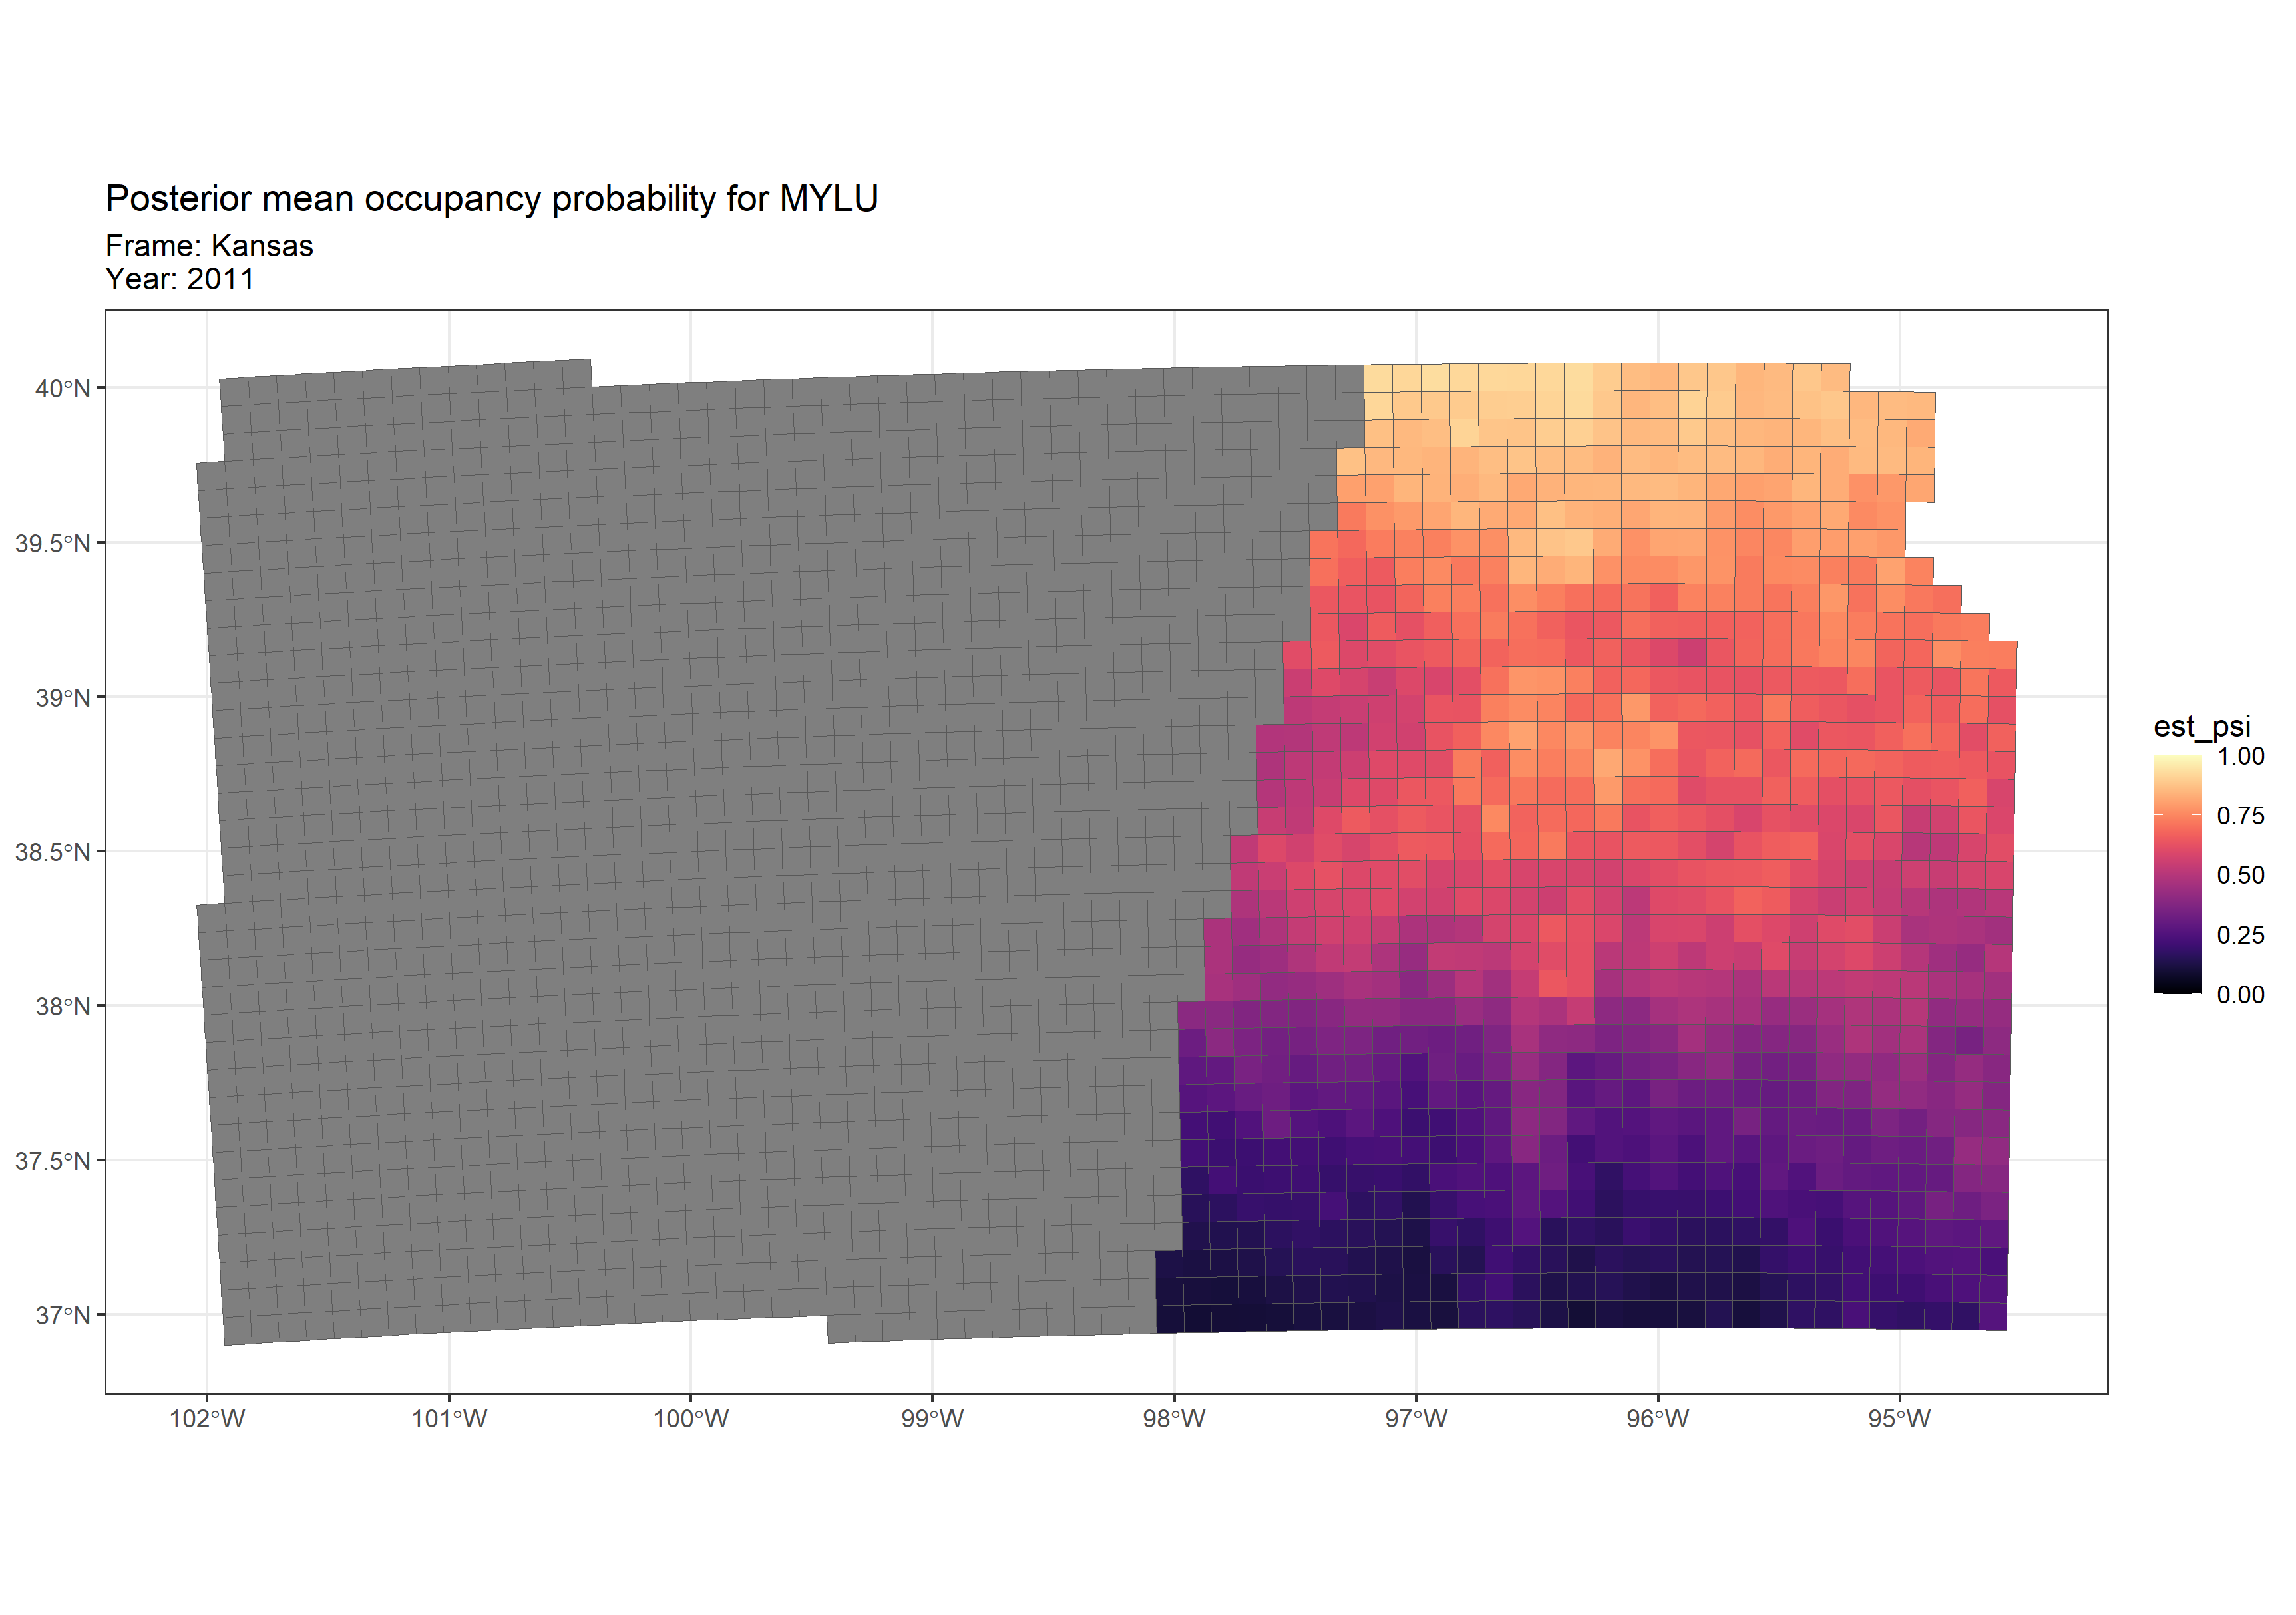 Posterior mean occupancy probability for MYLU
Frame: Kansas
Year: 2011
40°N
39.5°N
39°N
38.5°N
38°N
37.5°N
37°N
102°W
101°W
100°W
99°W
98°W
97°W
96°W
95°W
est_psi
1.00
0.75
0.50
0.25
0.00